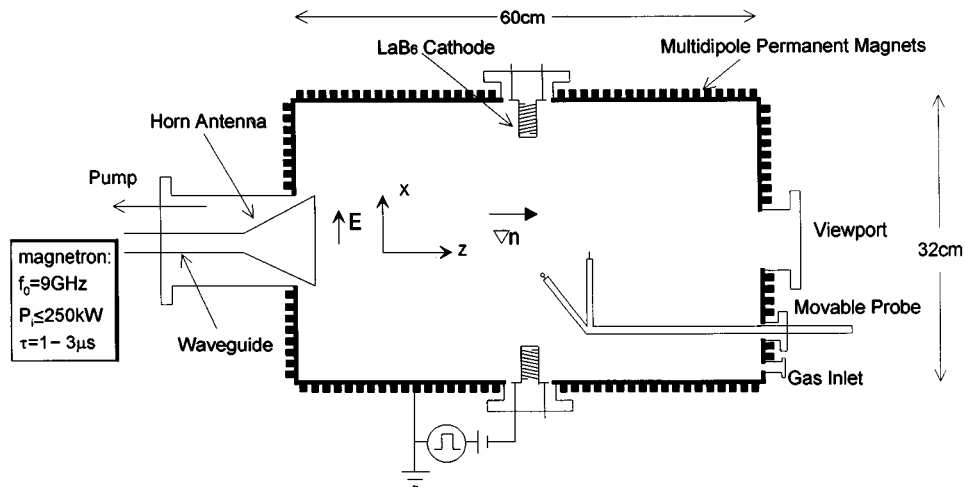 60cm
LaB₆ Cathode
Multidipole Permanent Magnets
Horn Antenna
Pump
x
E
z
▽n
Viewport
32cm
magnetron:
f₀=9GHz
Pᵢ≤250kW
τ=1−3μs
Waveguide
Movable Probe
Gas Inlet